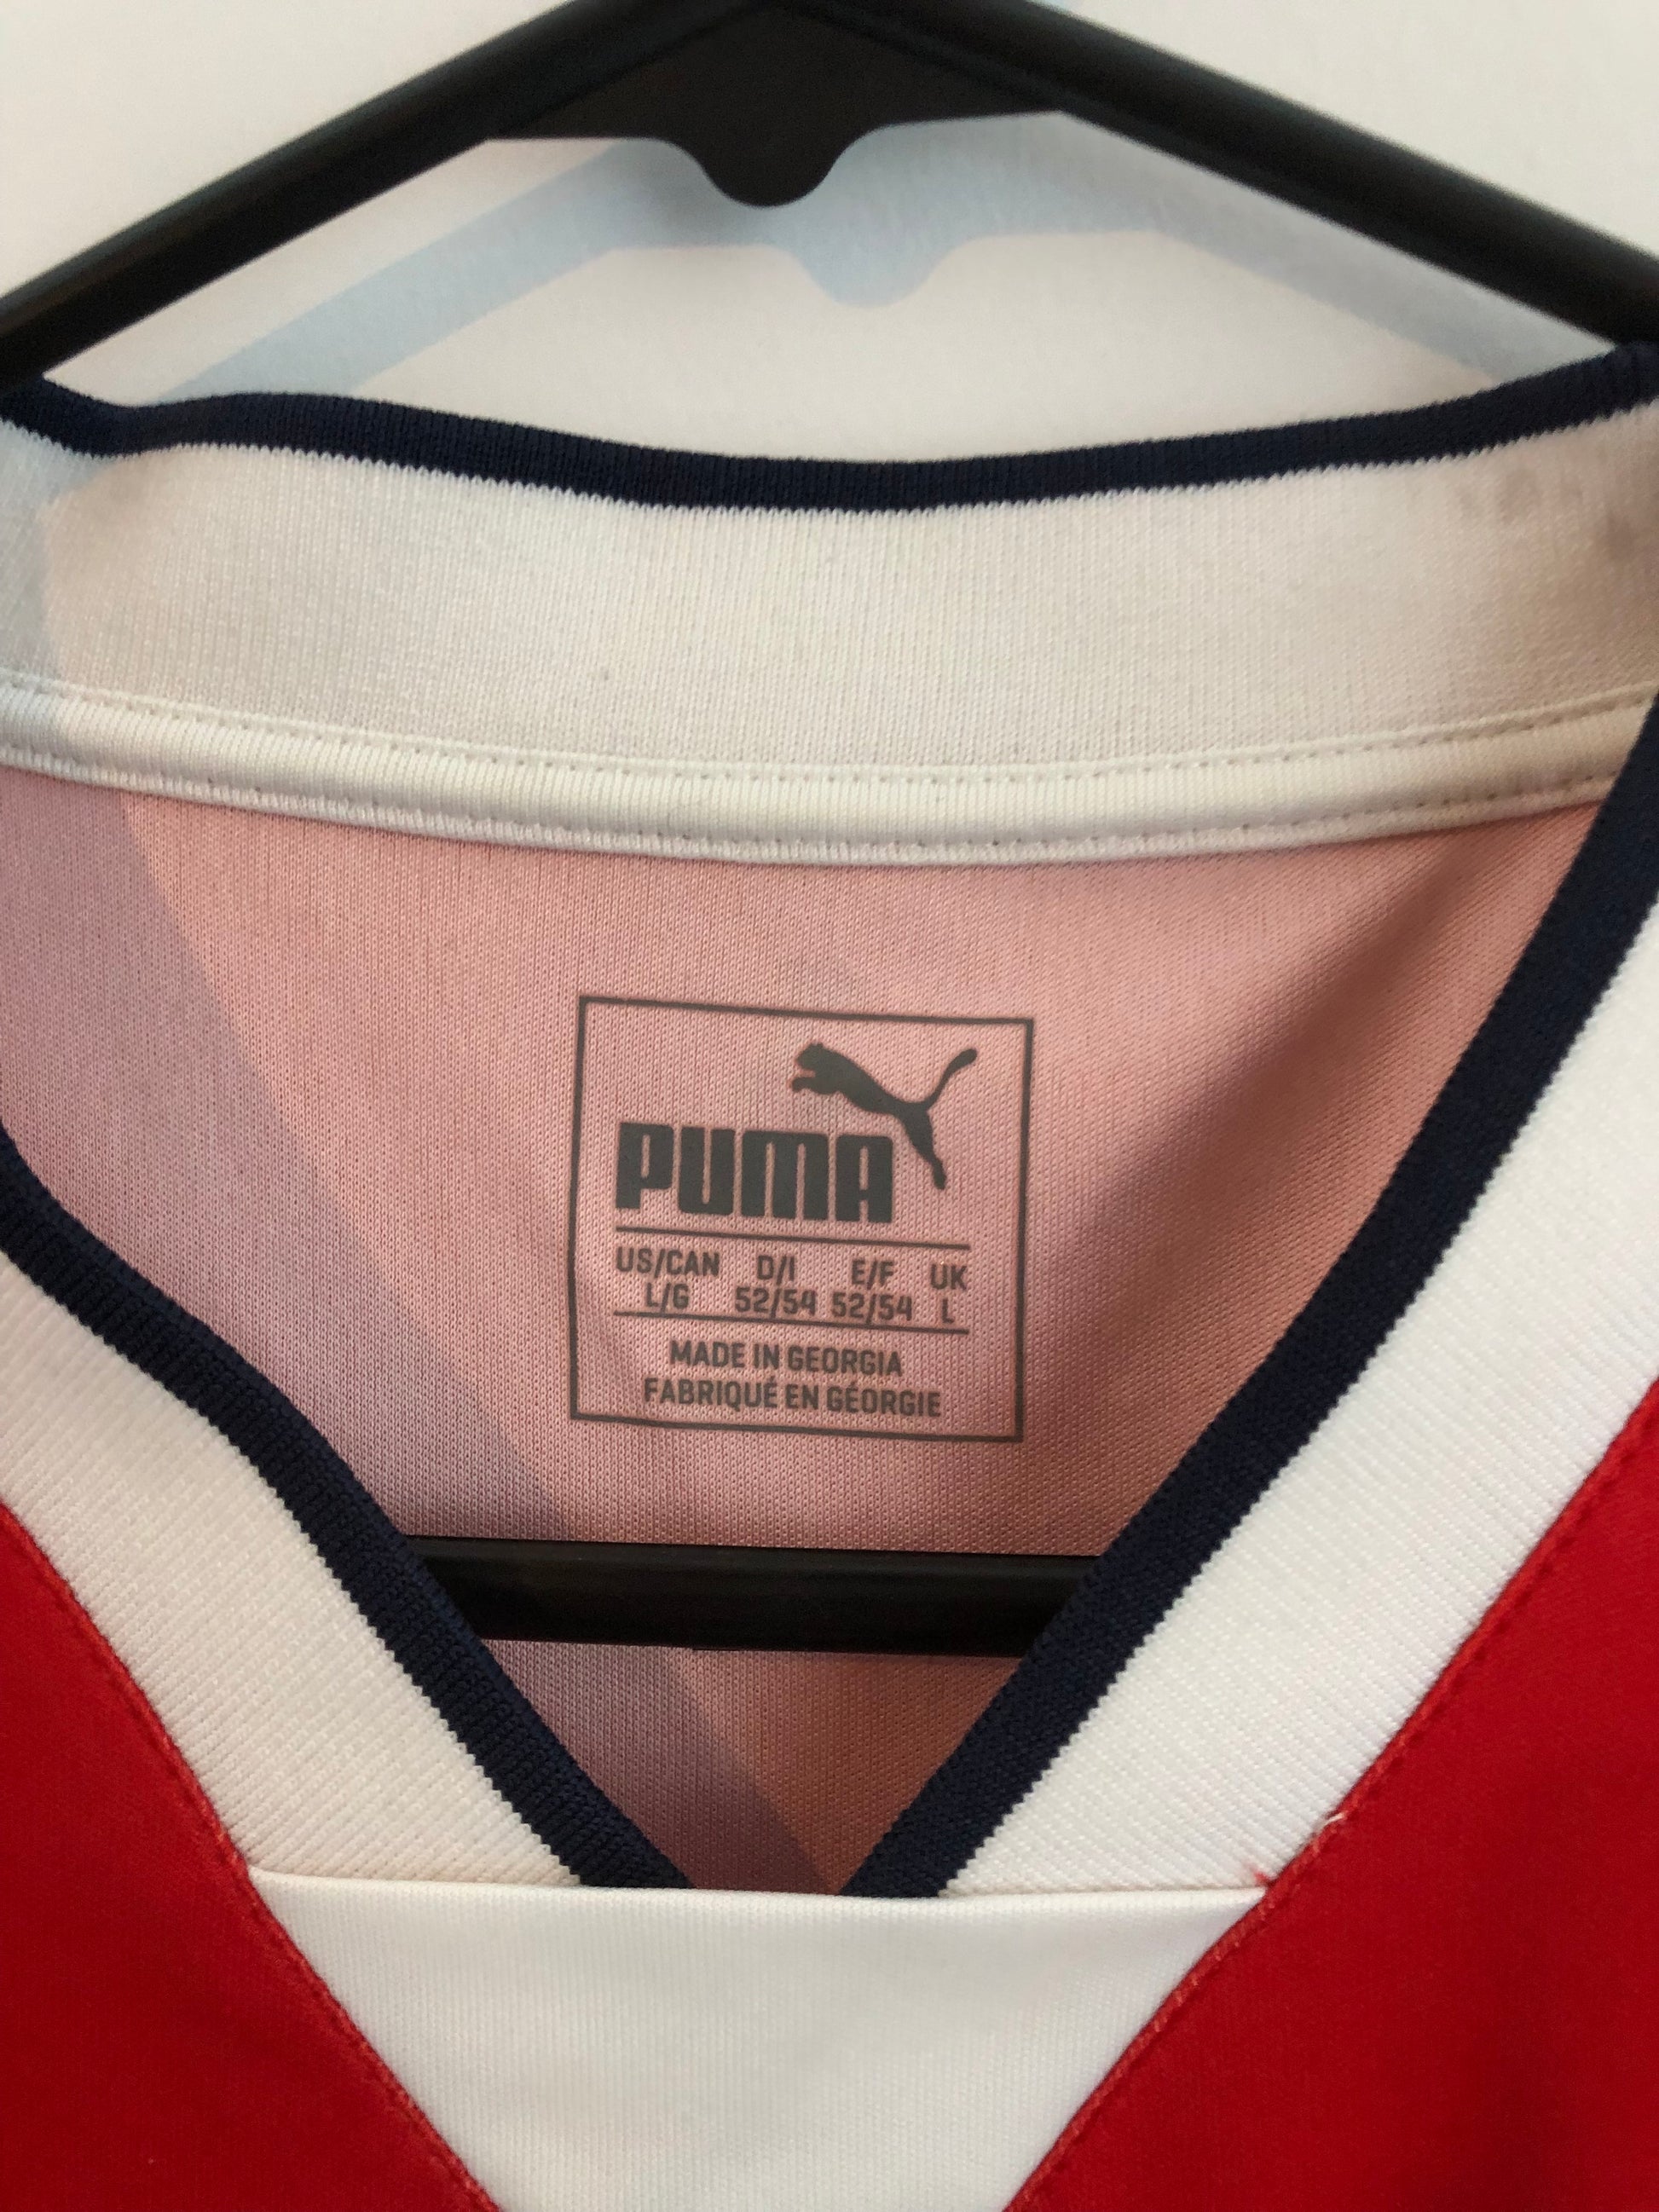 PUMA
US/CAN D/I E/F UK
L/G 52/54 52/54 L
MADE IN GEORGIA
FABRIQUÉ EN GÉORGIE